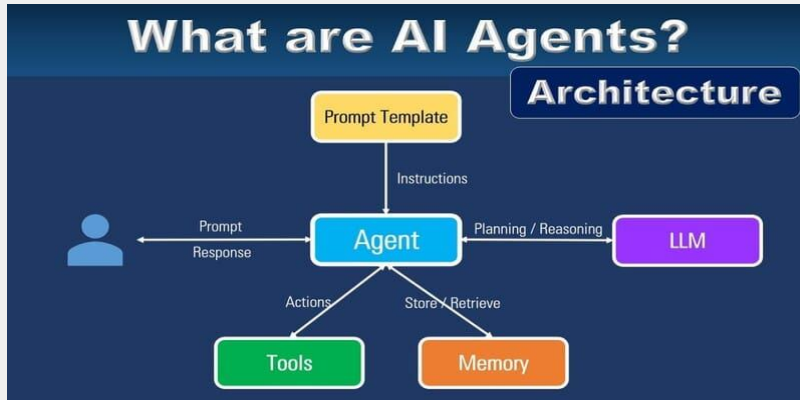 What are AI Agents?
Architecture
Prompt Template
Instructions
Prompt
Response
Agent
Planning / Reasoning
LLM
Actions
Store / Retrieve
Tools
Memory